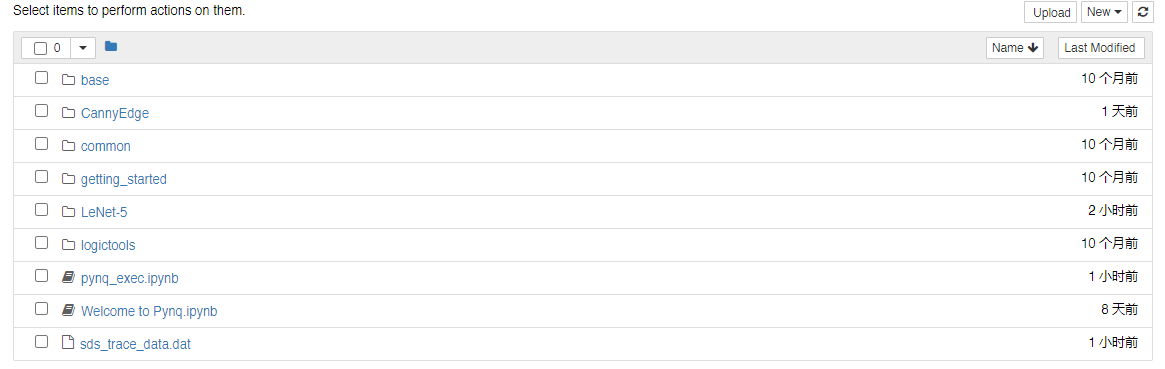 Select items to perform actions on them.
Upload New
0 Name Last Modified
base 10 个月前
CannyEdge 1 天前
common 10 个月前
getting_started 10 个月前
LeNet-5 2 小时前
logictools 10 个月前
pynq_exec.ipynb 1 小时前
Welcome to Pynq.ipynb 8 天前
sds_trace_data.dat 1 小时前